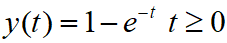 y(t) = 1 − e⁻ᵗ t ≥ 0